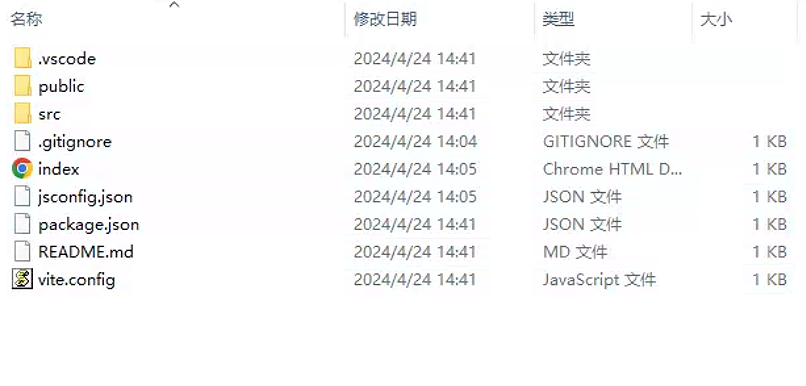 名称 修改日期 类型 大小
.vscode 2024/4/24 14:41 文件夹
public 2024/4/24 14:41 文件夹
src 2024/4/24 14:41 文件夹
.gitignore 2024/4/24 14:04 GITIGNORE 文件 1 KB
index 2024/4/24 14:05 Chrome HTML D... 1 KB
jsconfig.json 2024/4/24 14:05 JSON 文件 1 KB
package.json 2024/4/24 14:41 JSON 文件 1 KB
README.md 2024/4/24 14:41 MD 文件 1 KB
vite.config 2024/4/24 14:41 JavaScript 文件 1 KB